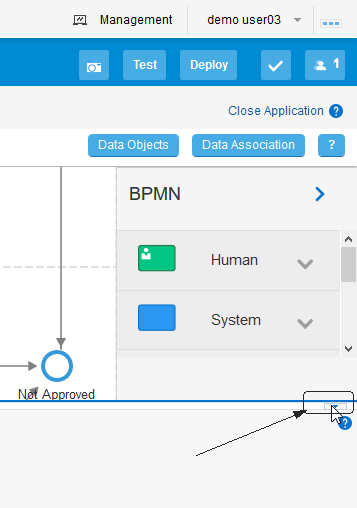 Management demo user03
Test Deploy 1
Close Application ?
Data Objects Data Association ?
BPMN
Human
System
Not Approved
?